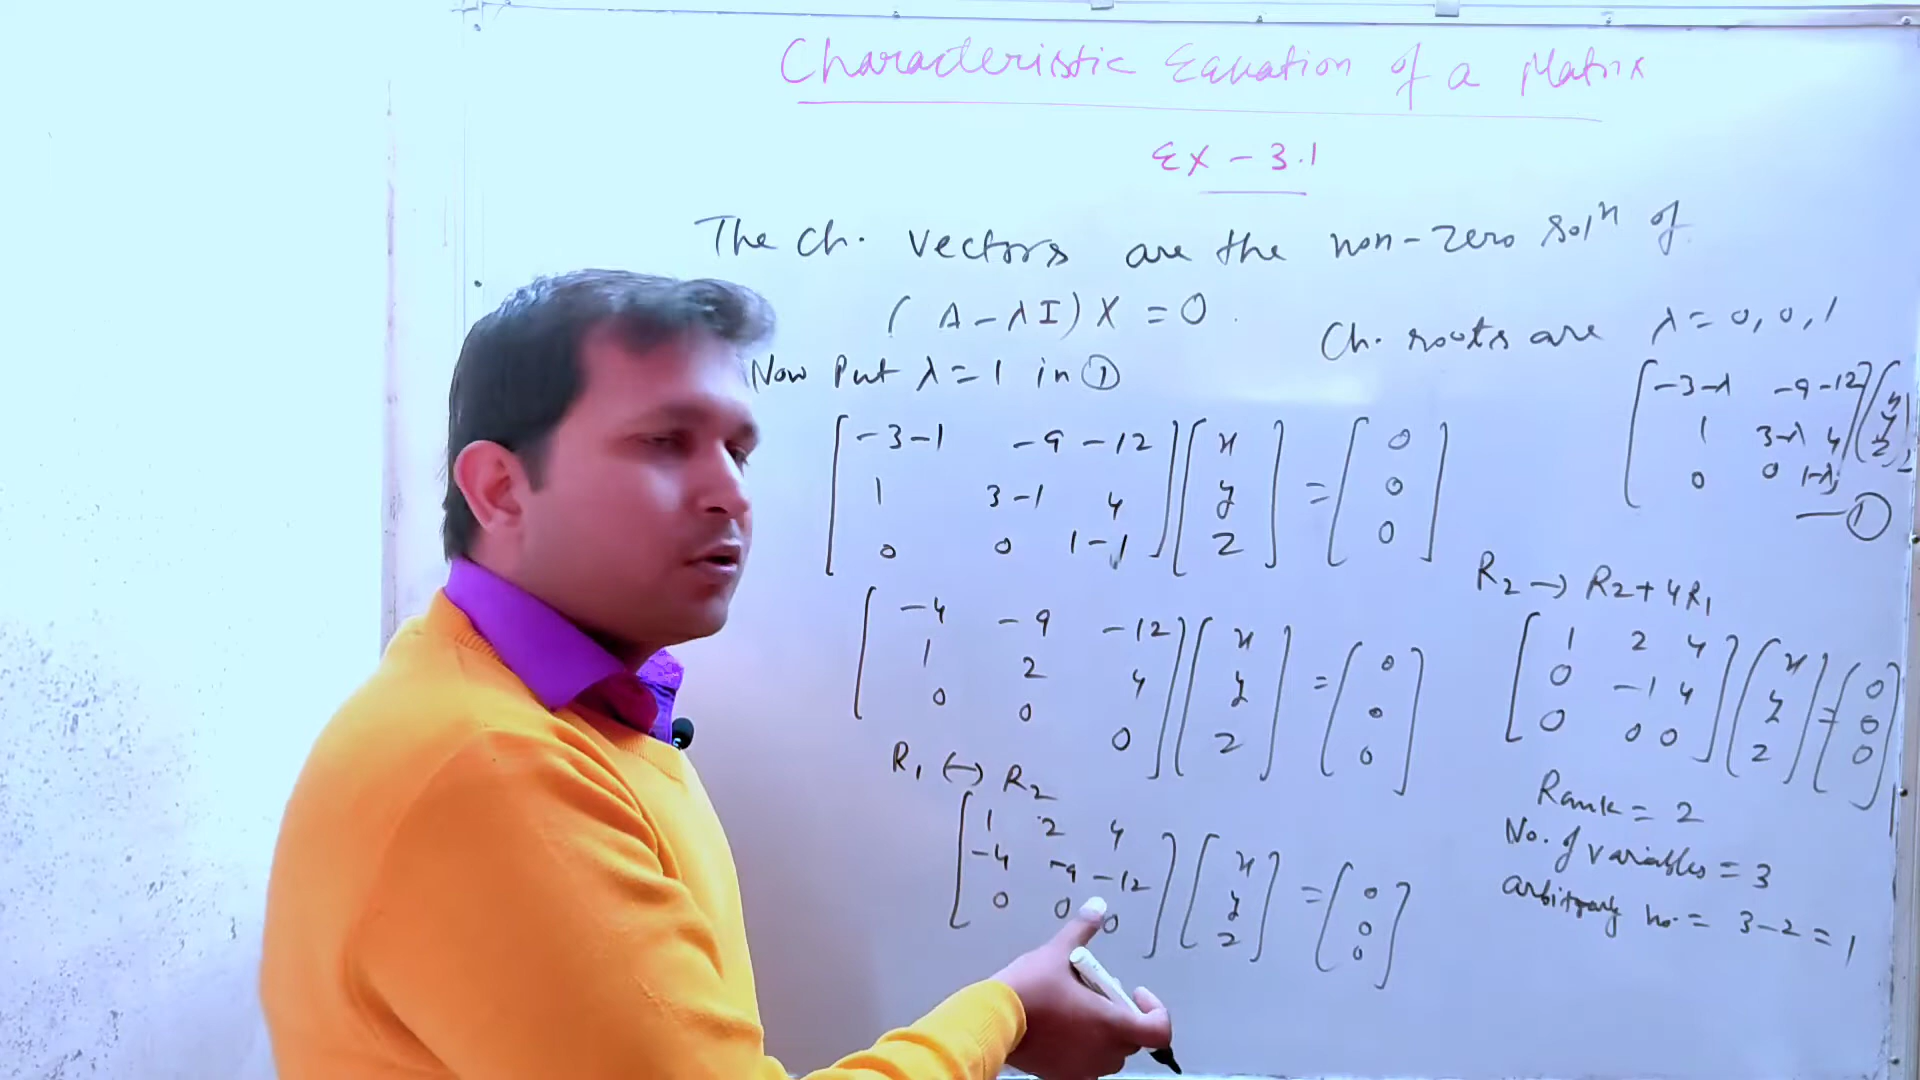 Characteristic Equation of a Matrix
Ex - 3.1
The Ch. Vectors are the non-zero solⁿ of
(A - λI) X = 0.
Ch. roots are λ = 0, 0, 1
Now Put λ = 1 in ①
[ -3-1 -9 -12 ] [ x ] = [ 0 ]
[ 1 3-1 4 ] [ y ] [ 0 ]
[ 0 0 1-1 ] [ z ] [ 0 ]
[ -4 -9 -12 ] [ x ] = [ 0 ]
[ 1 2 4 ] [ y ] [ 0 ]
[ 0 0 0 ] [ z ] [ 0 ]
R₁ ↔ R₂
[ 1 2 4 ] [ x ] = [ 0 ]
[ -4 -9 -12 ] [ y ] [ 0 ]
[ 0 0 0 ] [ z ] [ 0 ]
[ -3-λ -9 -12 ] [ x ]
[ 1 3-λ 4 ] [ y ]
[ 0 0 1-λ ] [ z ]
— ①
R₂ → R₂ + 4R₁
[ 1 2 4 ] [ x ] = [ 0 ]
[ 0 -1 4 ] [ y ] [ 0 ]
[ 0 0 0 ] [ z ] [ 0 ]
Rank = 2
No. of variables = 3
arbitrary no. = 3-2 = 1